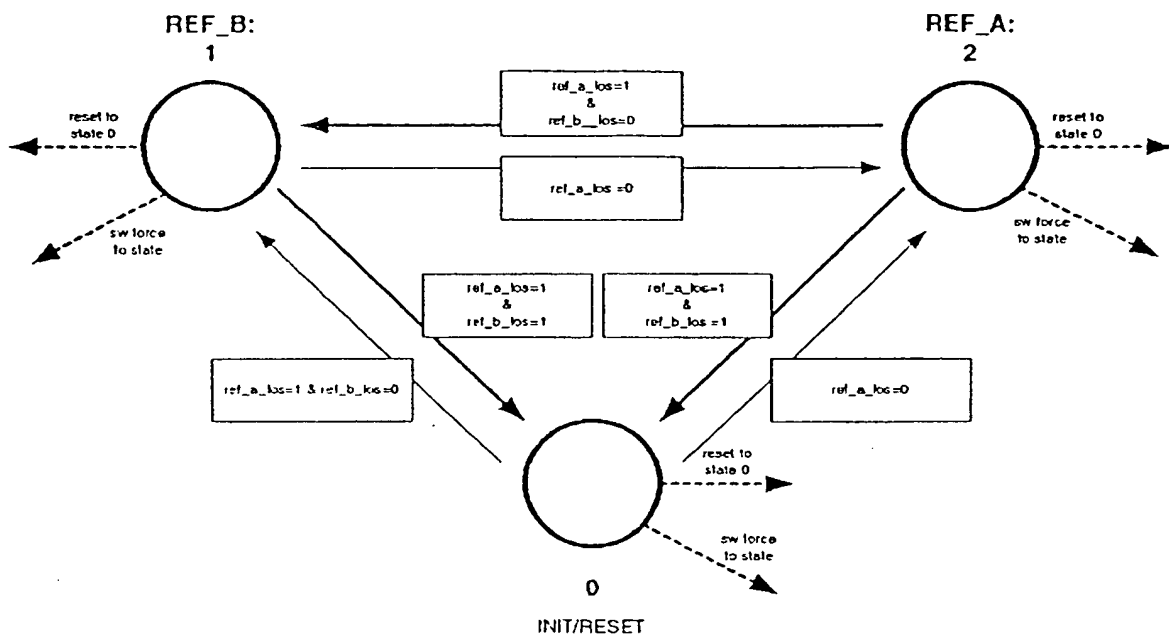 REF_B:
1
REF_A:
2
ref_a_los=1
&
ref_b__los=0
reset to
state 0
reset to
state 0
ref_a_los =0
sw force
to state
sw force
to state
ref_a_los=1
&
ref_b_los=1
ref_a_los=1
&
ref_b_los =1
ref_a_los=1 & ref_b_los=0
ref_a_los=0
reset to
state 0
sw force
to state
0
INIT/RESET